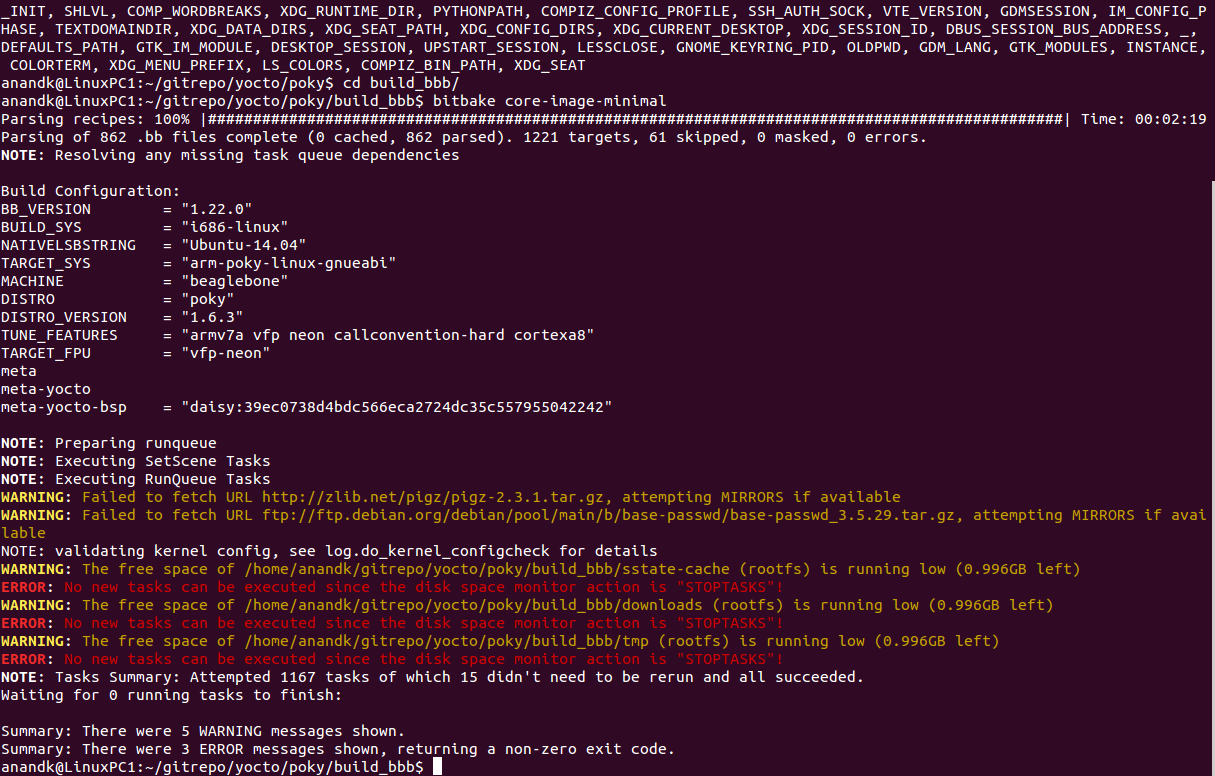 _INIT, SHLVL, COMP_WORDBREAKS, XDG_RUNTIME_DIR, PYTHONPATH, COMPIZ_CONFIG_PROFILE, SSH_AUTH_SOCK, VTE_VERSION, GDMSESSION, IM_CONFIG_P
HASE, TEXTDOMAINDIR, XDG_DATA_DIRS, XDG_SEAT_PATH, XDG_CONFIG_DIRS, XDG_CURRENT_DESKTOP, XDG_SESSION_ID, DBUS_SESSION_BUS_ADDRESS, _,
DEFAULTS_PATH, GTK_IM_MODULE, DESKTOP_SESSION, UPSTART_SESSION, LESSCLOSE, GNOME_KEYRING_PID, OLDPWD, GDM_LANG, GTK_MODULES, INSTANCE,
 COLORTERM, XDG_MENU_PREFIX, LS_COLORS, COMPIZ_BIN_PATH, XDG_SEAT
anandk@LinuxPC1:~/gitrepo/yocto/poky$ cd build_bbb/
anandk@LinuxPC1:~/gitrepo/yocto/poky/build_bbb$ bitbake core-image-minimal
Parsing recipes: 100% |###############################################################################################| Time: 00:02:19
Parsing of 862 .bb files complete (0 cached, 862 parsed). 1221 targets, 61 skipped, 0 masked, 0 errors.
NOTE: Resolving any missing task queue dependencies

Build Configuration:
BB_VERSION        = "1.22.0"
BUILD_SYS         = "i686-linux"
NATIVELSBSTRING   = "Ubuntu-14.04"
TARGET_SYS        = "arm-poky-linux-gnueabi"
MACHINE           = "beaglebone"
DISTRO            = "poky"
DISTRO_VERSION    = "1.6.3"
TUNE_FEATURES     = "armv7a vfp neon callconvention-hard cortexa8"
TARGET_FPU        = "vfp-neon"
meta
meta-yocto
meta-yocto-bsp    = "daisy:39ec0738d4bdc566eca2724dc35c557955042242"

NOTE: Preparing runqueue
NOTE: Executing SetScene Tasks
NOTE: Executing RunQueue Tasks
WARNING: Failed to fetch URL http://zlib.net/pigz/pigz-2.3.1.tar.gz, attempting MIRRORS if available
WARNING: Failed to fetch URL ftp://ftp.debian.org/debian/pool/main/b/base-passwd/base-passwd_3.5.29.tar.gz, attempting MIRRORS if avai
lable
NOTE: validating kernel config, see log.do_kernel_configcheck for details
WARNING: The free space of /home/anandk/gitrepo/yocto/poky/build_bbb/sstate-cache (rootfs) is running low (0.996GB left)
ERROR: No new tasks can be executed since the disk space monitor action is "STOPTASKS"!
WARNING: The free space of /home/anandk/gitrepo/yocto/poky/build_bbb/downloads (rootfs) is running low (0.996GB left)
ERROR: No new tasks can be executed since the disk space monitor action is "STOPTASKS"!
WARNING: The free space of /home/anandk/gitrepo/yocto/poky/build_bbb/tmp (rootfs) is running low (0.996GB left)
ERROR: No new tasks can be executed since the disk space monitor action is "STOPTASKS"!
NOTE: Tasks Summary: Attempted 1167 tasks of which 15 didn't need to be rerun and all succeeded.
Waiting for 0 running tasks to finish:

Summary: There were 5 WARNING messages shown.
Summary: There were 3 ERROR messages shown, returning a non-zero exit code.
anandk@LinuxPC1:~/gitrepo/yocto/poky/build_bbb$